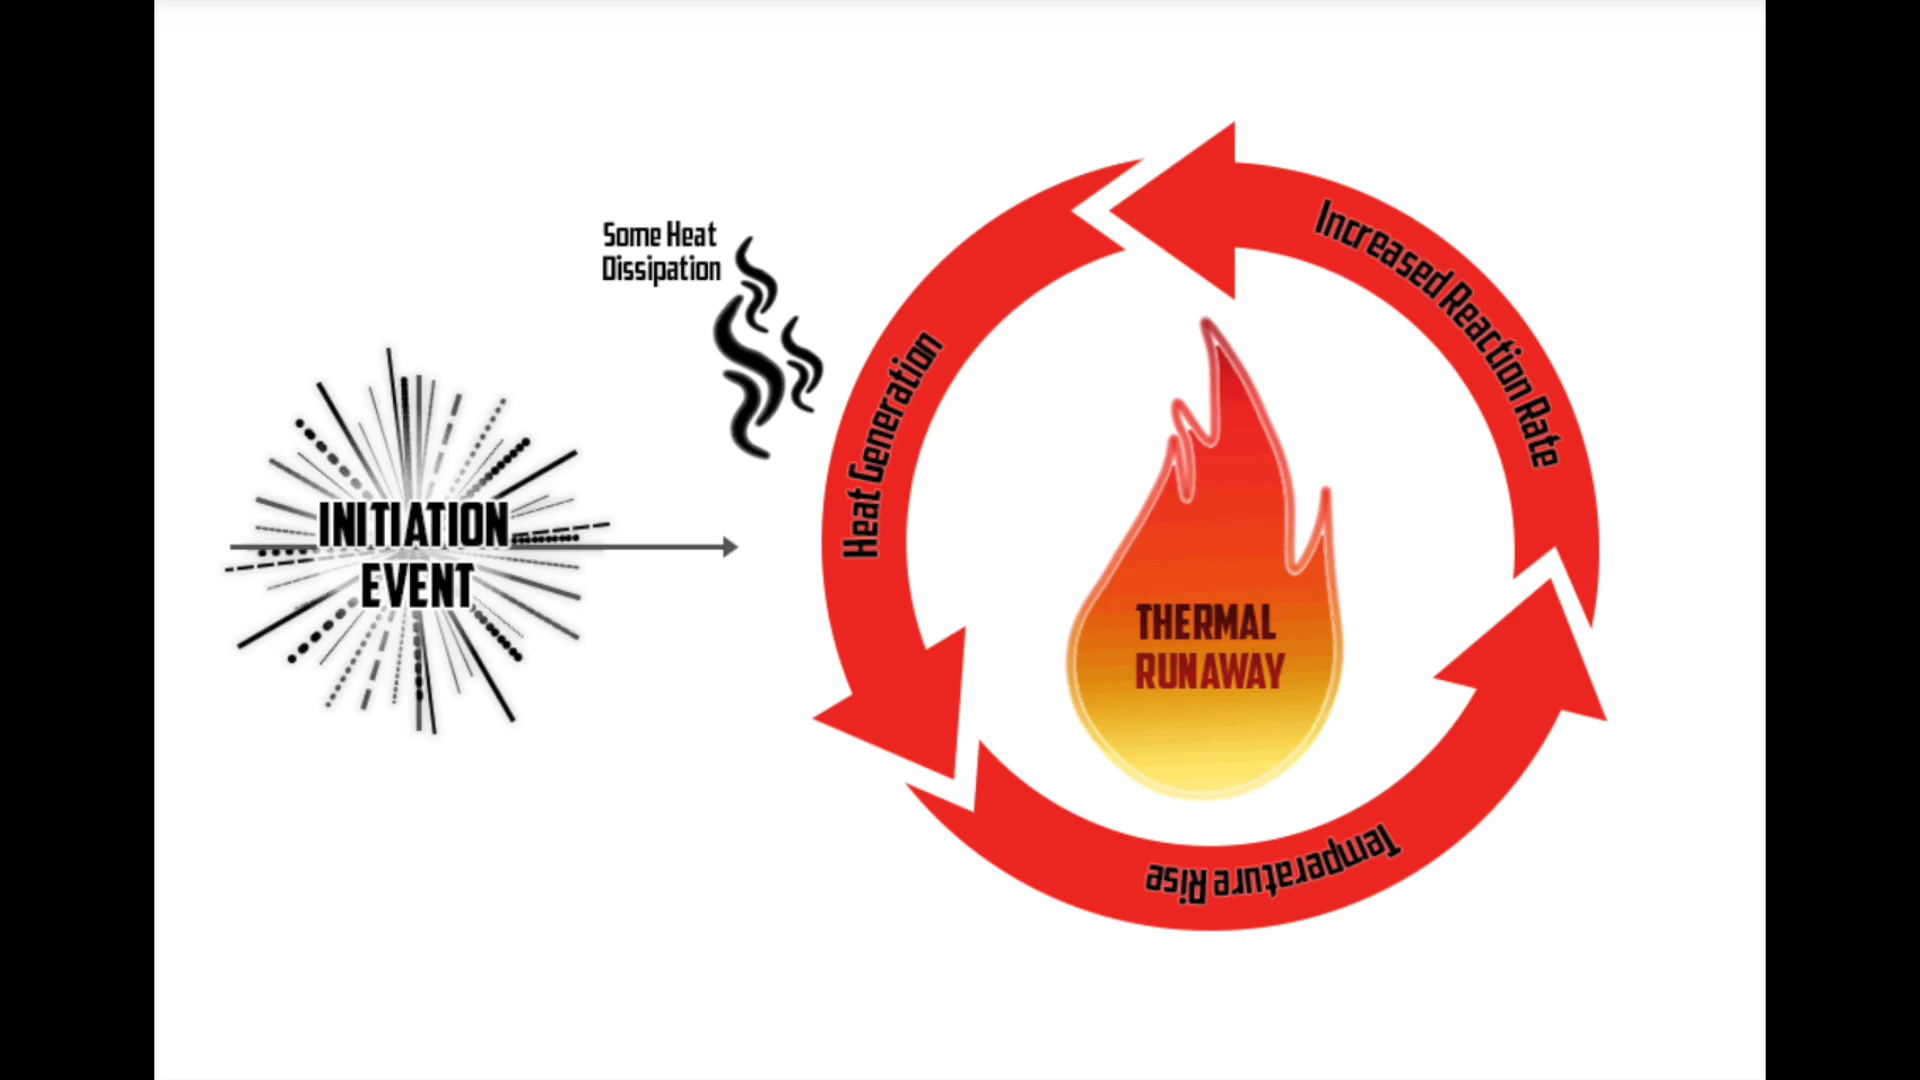 Some Heat
Dissipation
INITIATION
EVENT
Heat Generation
Increased Reaction Rate
THERMAL
RUNAWAY
Temperature Rise